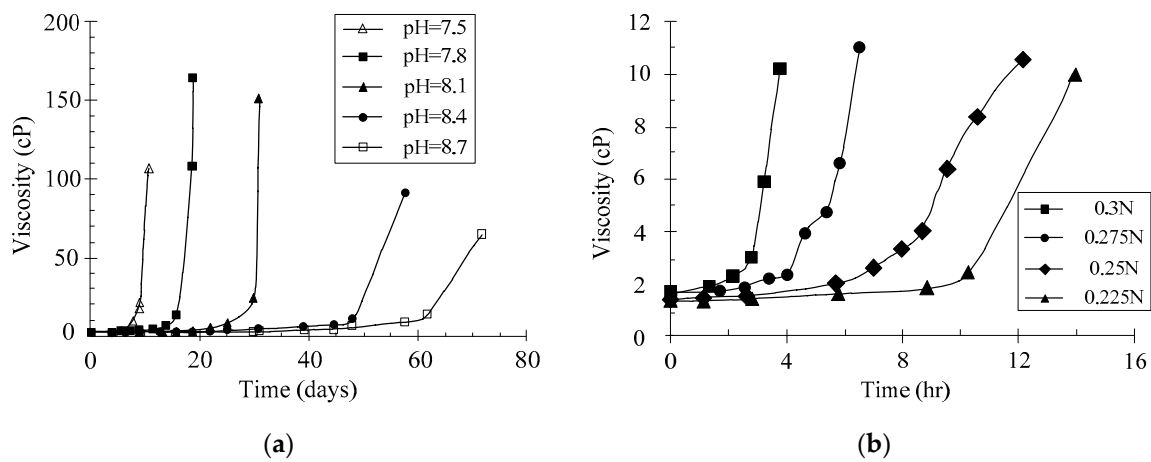 200
150
100
50
0
Viscosity (cP)
0
20
40
60
80
Time (days)
pH=7.5
pH=7.8
pH=8.1
pH=8.4
pH=8.7
(a)
12
10
8
6
4
2
0
Viscosity (cP)
0
4
8
12
16
Time (hr)
0.3N
0.275N
0.25N
0.225N
(b)